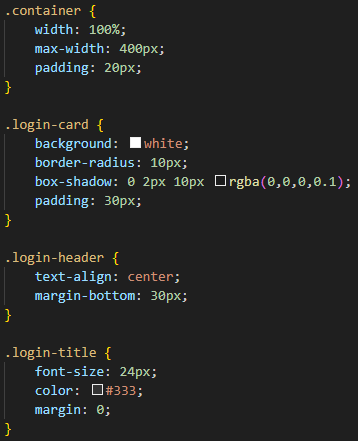 .container {
    width: 100%;
    max-width: 400px;
    padding: 20px;
}

.login-card {
    background: white;
    border-radius: 10px;
    box-shadow: 0 2px 10px rgba(0,0,0,0.1);
    padding: 30px;
}

.login-header {
    text-align: center;
    margin-bottom: 30px;
}

.login-title {
    font-size: 24px;
    color: #333;
    margin: 0;
}